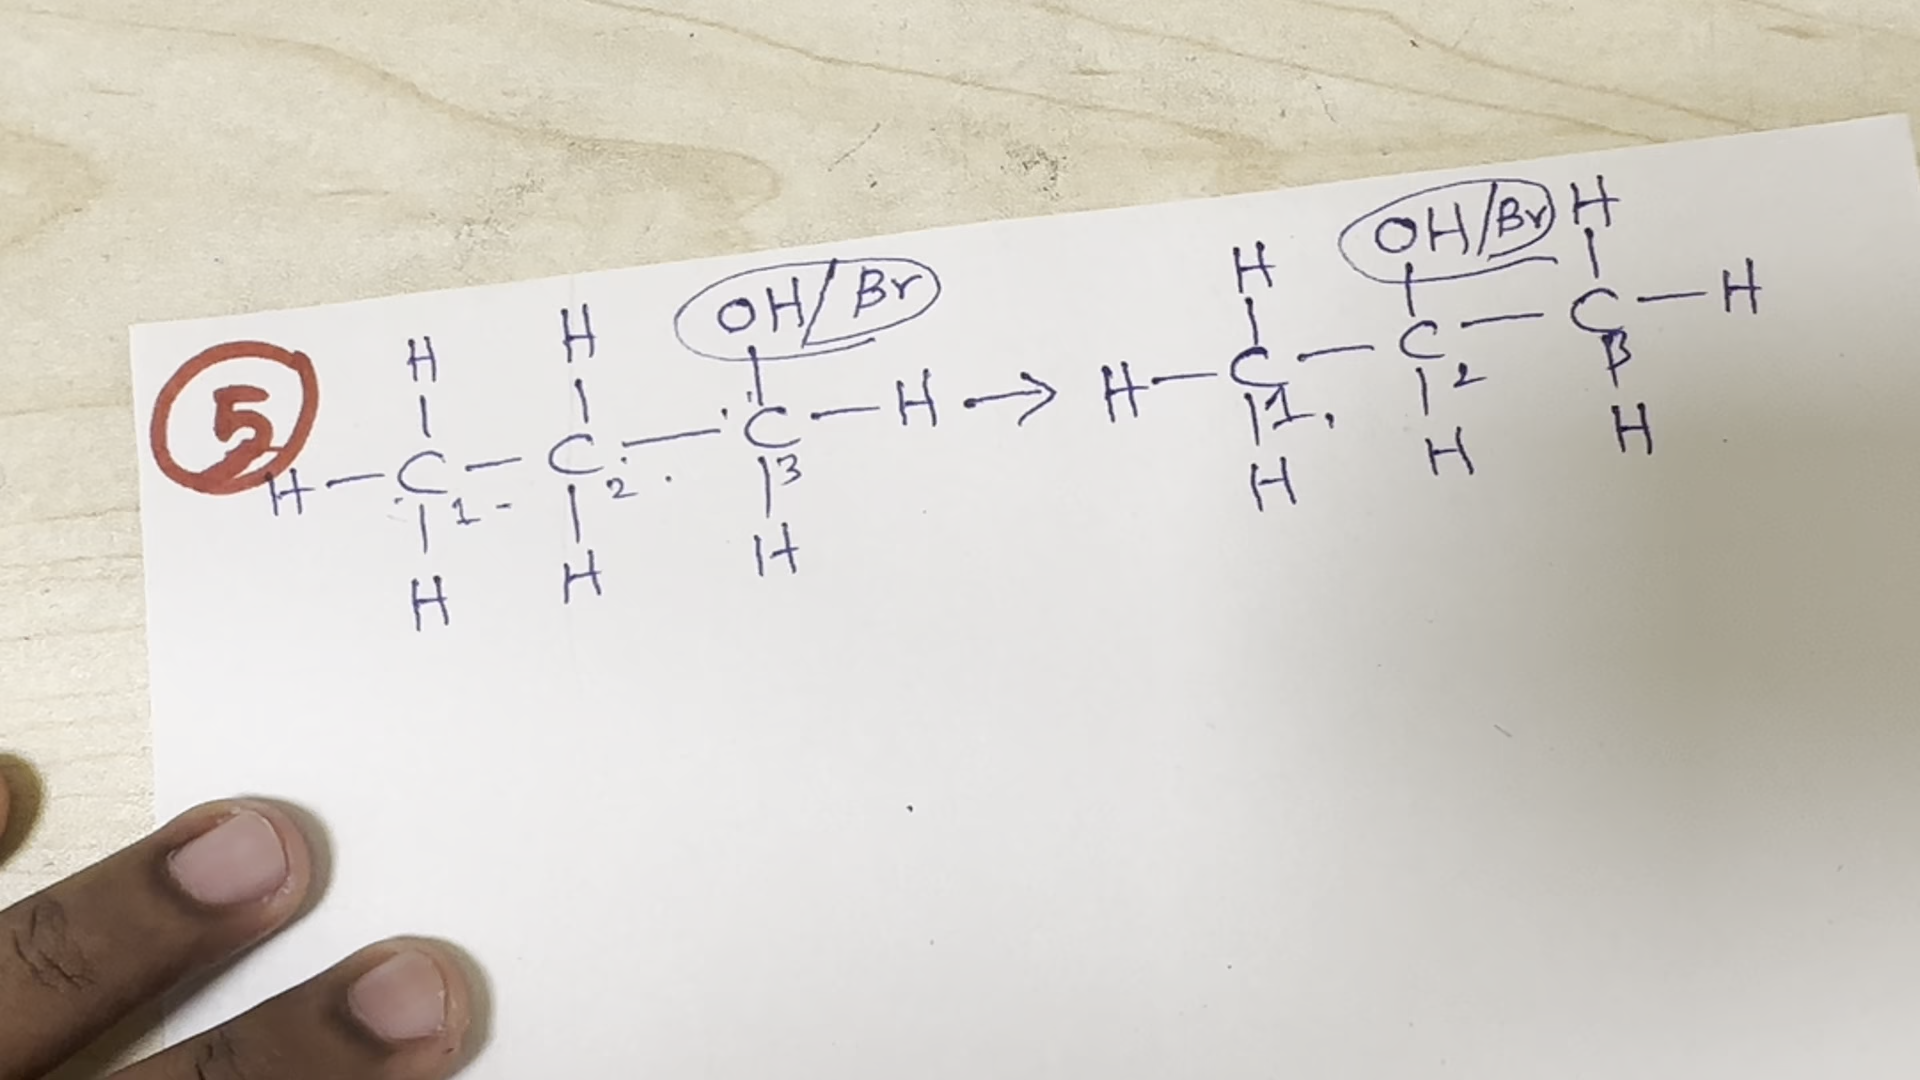 5
H H OH/Br H H OH/Br H
H-C-C-C-H → H-C-C-C-H
1 2 3 1 2 3
H H H H H H